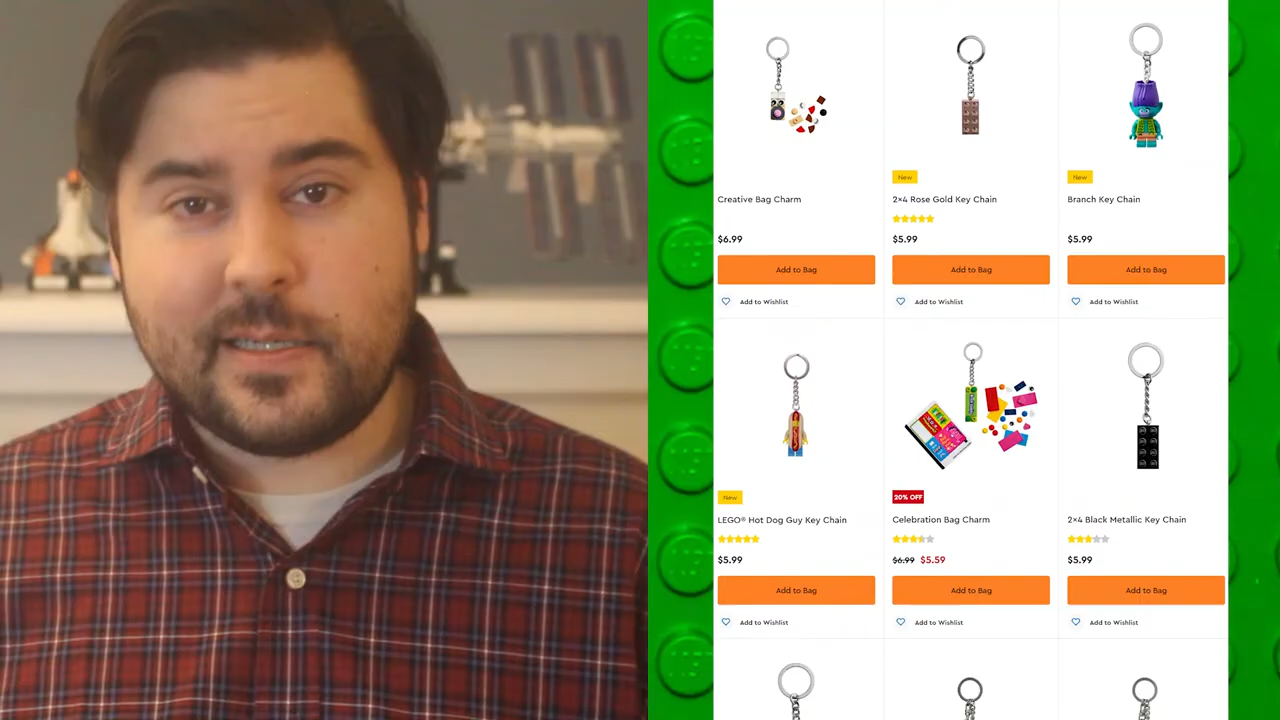 New
New
Creative Bag Charm
2×4 Rose Gold Key Chain
Branch Key Chain
$6.99
$5.99
$5.99
Add to Bag
Add to Bag
Add to Bag
Add to Wishlist
Add to Wishlist
Add to Wishlist
New
20% OFF
LEGO® Hot Dog Guy Key Chain
Celebration Bag Charm
2×4 Black Metallic Key Chain
$5.99
$6.99 $5.59
$5.99
Add to Bag
Add to Bag
Add to Bag
Add to Wishlist
Add to Wishlist
Add to Wishlist